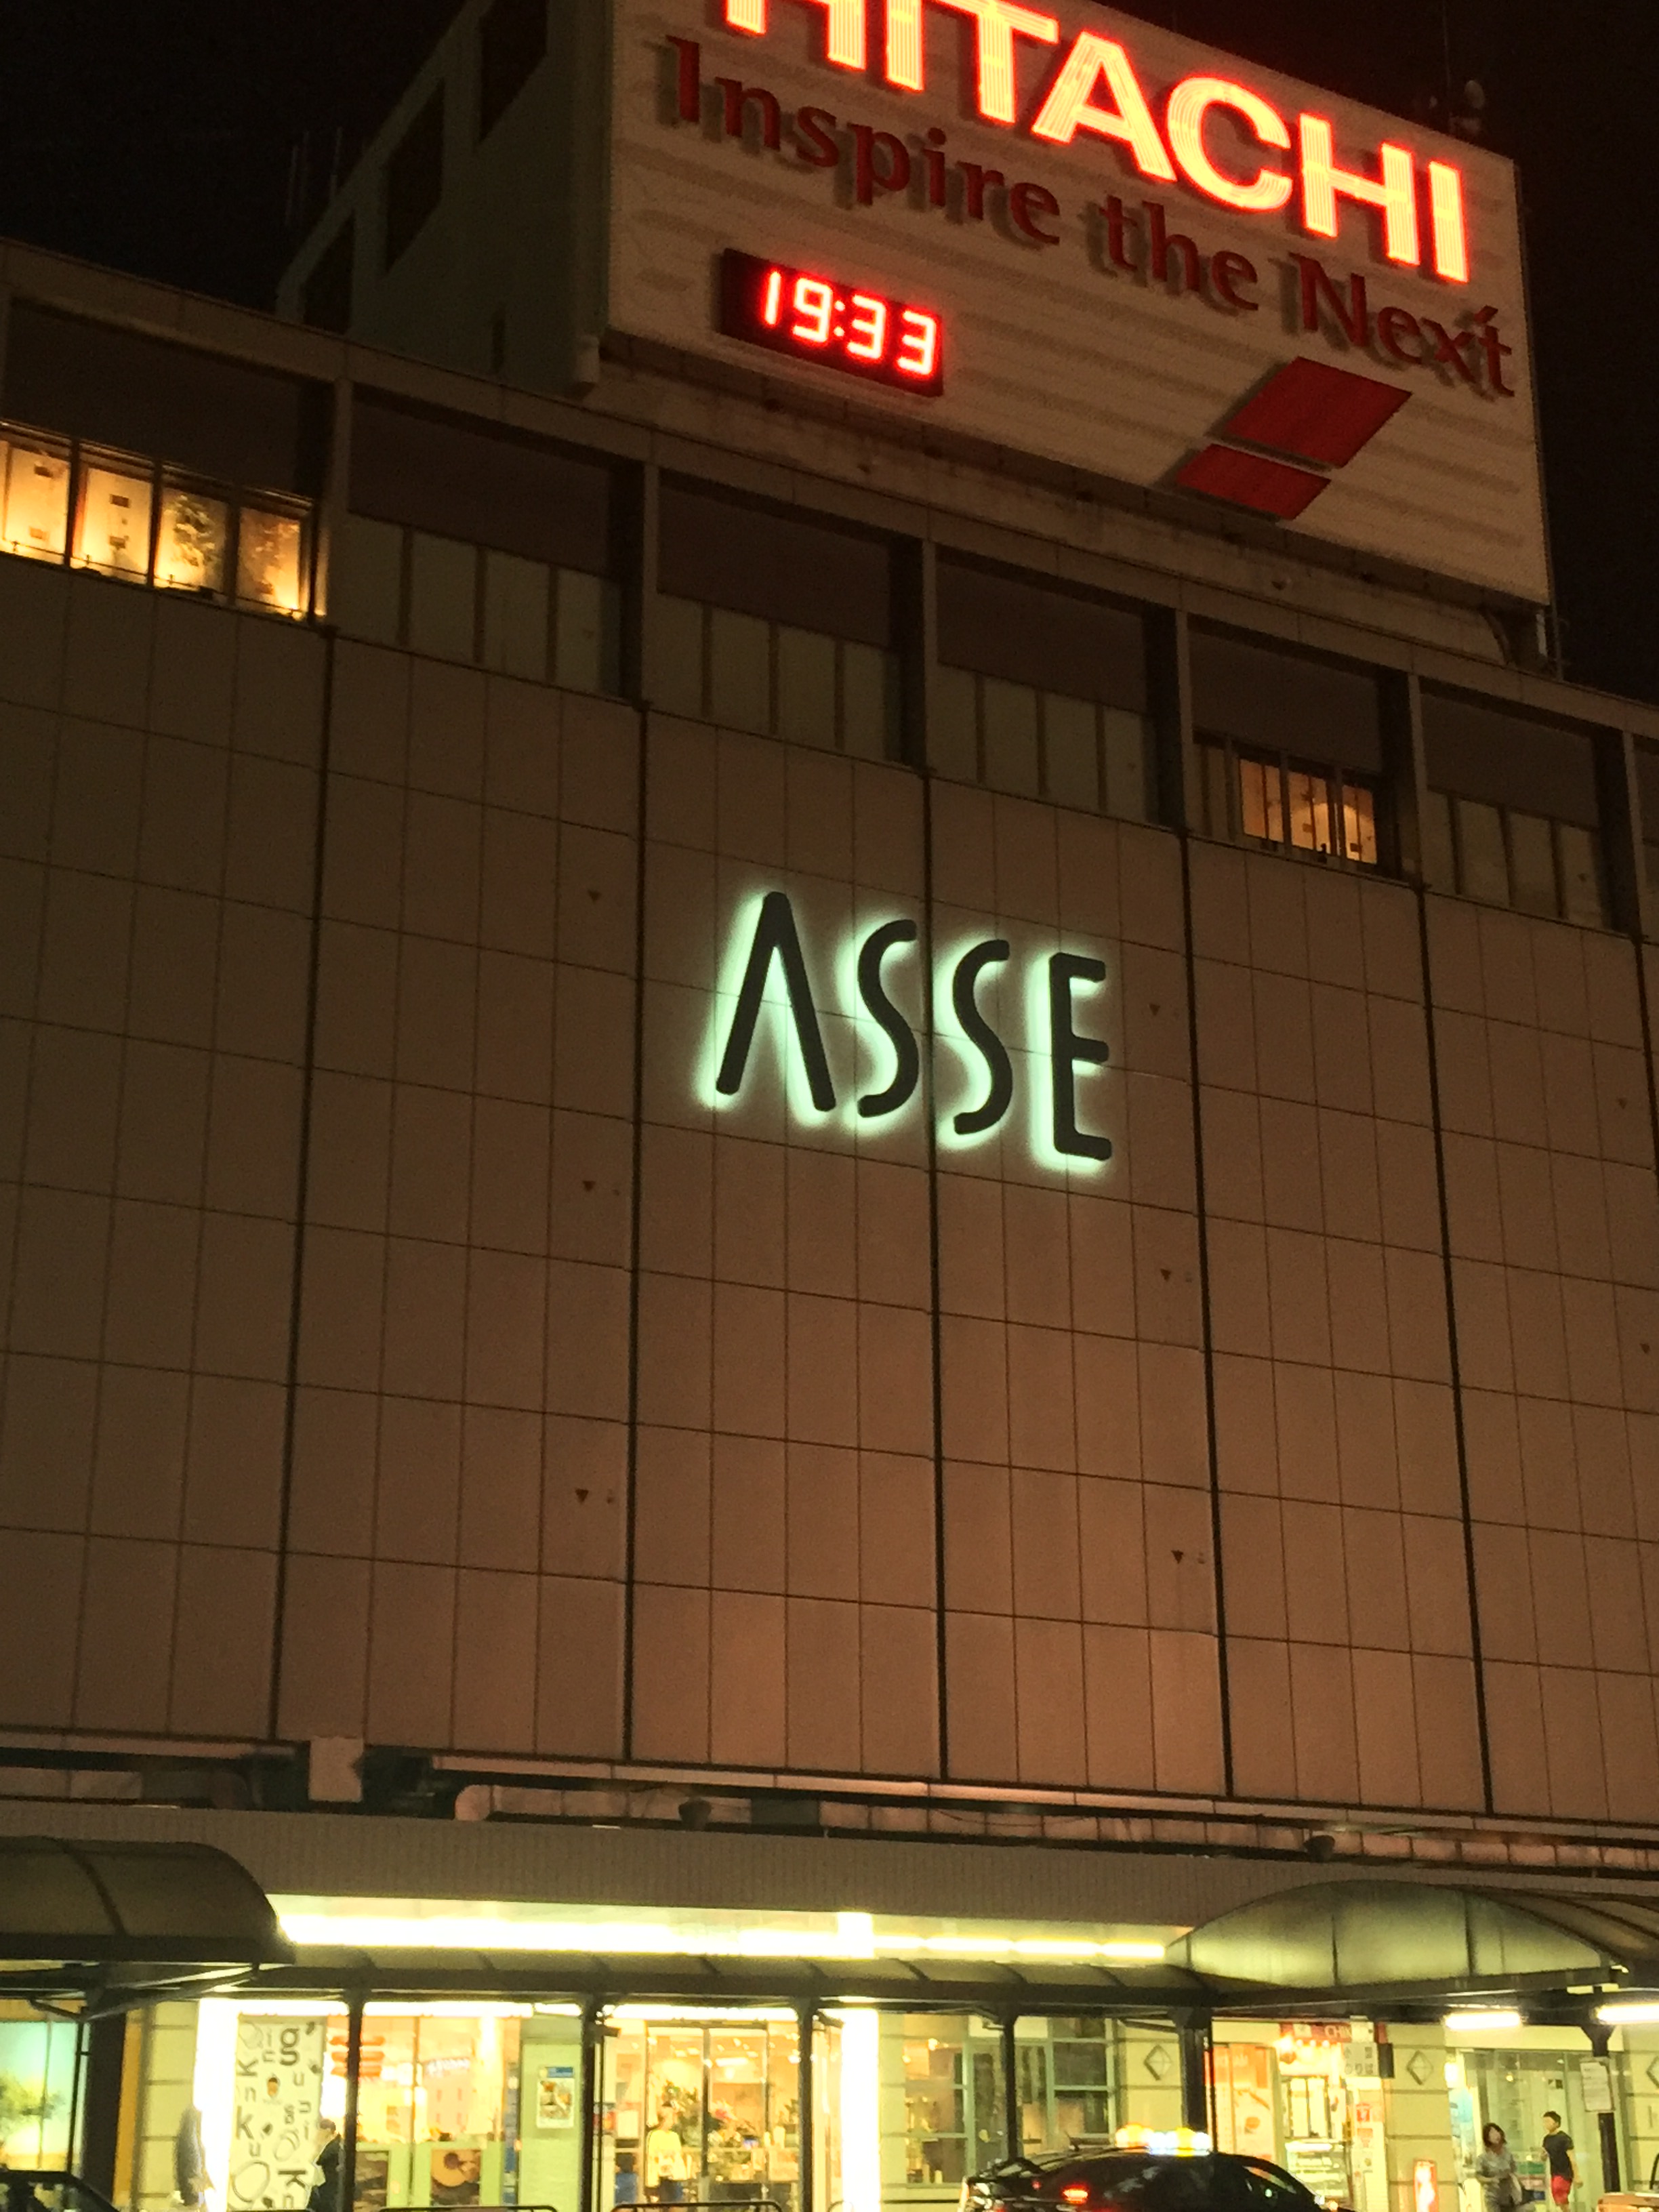 HITACHI
Inspire the Next
19:33
ASSE